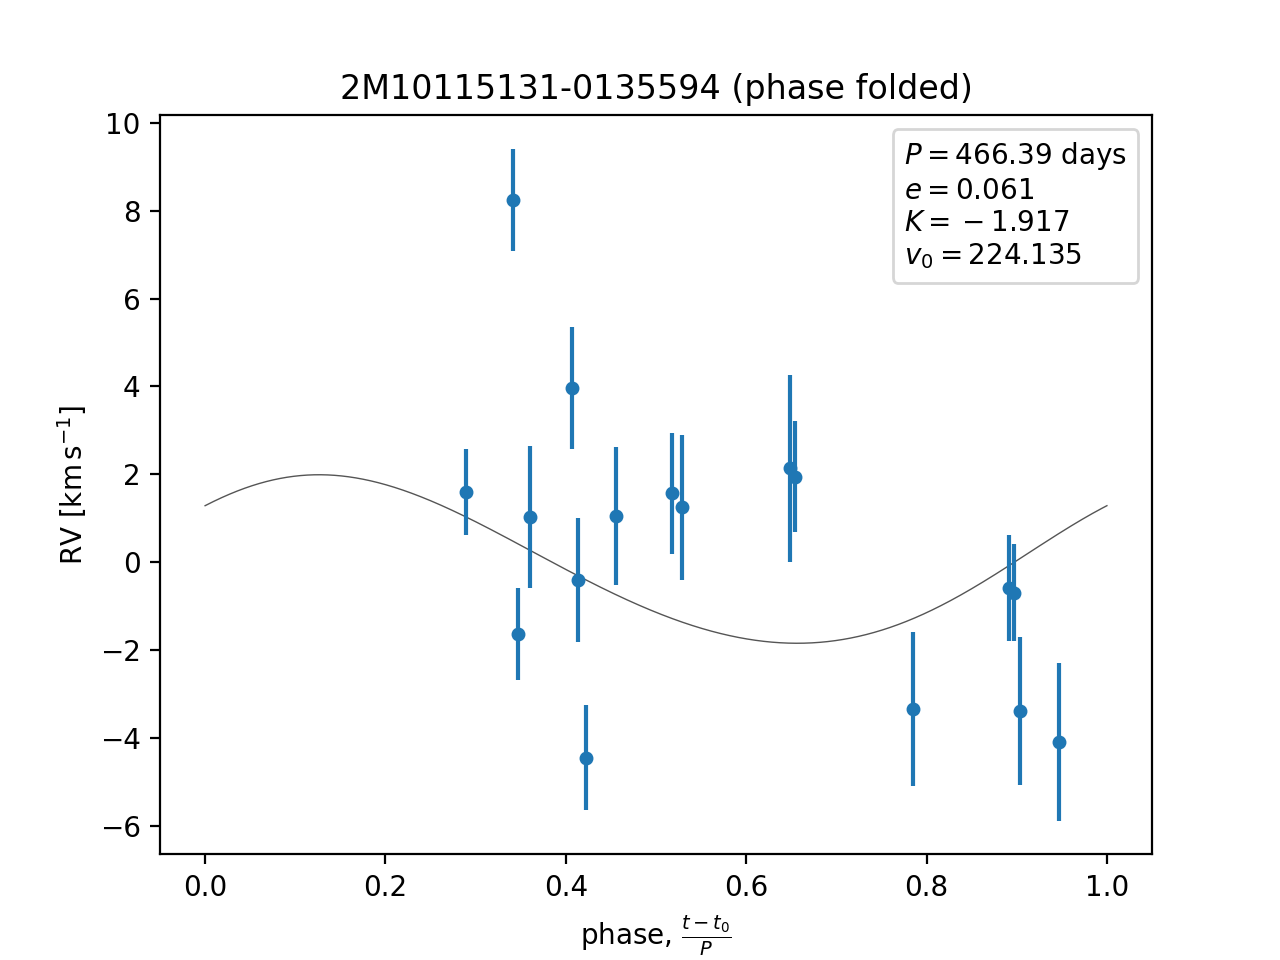 2M10115131-0135594 (phase folded)
P = 466.39 days
e = 0.061
K = −1.917
v₀ = 224.135
RV [km s⁻¹]
10
8
6
4
2
0
−2
−4
−6
0.0 0.2 0.4 0.6 0.8 1.0
phase, (t − t₀)/P